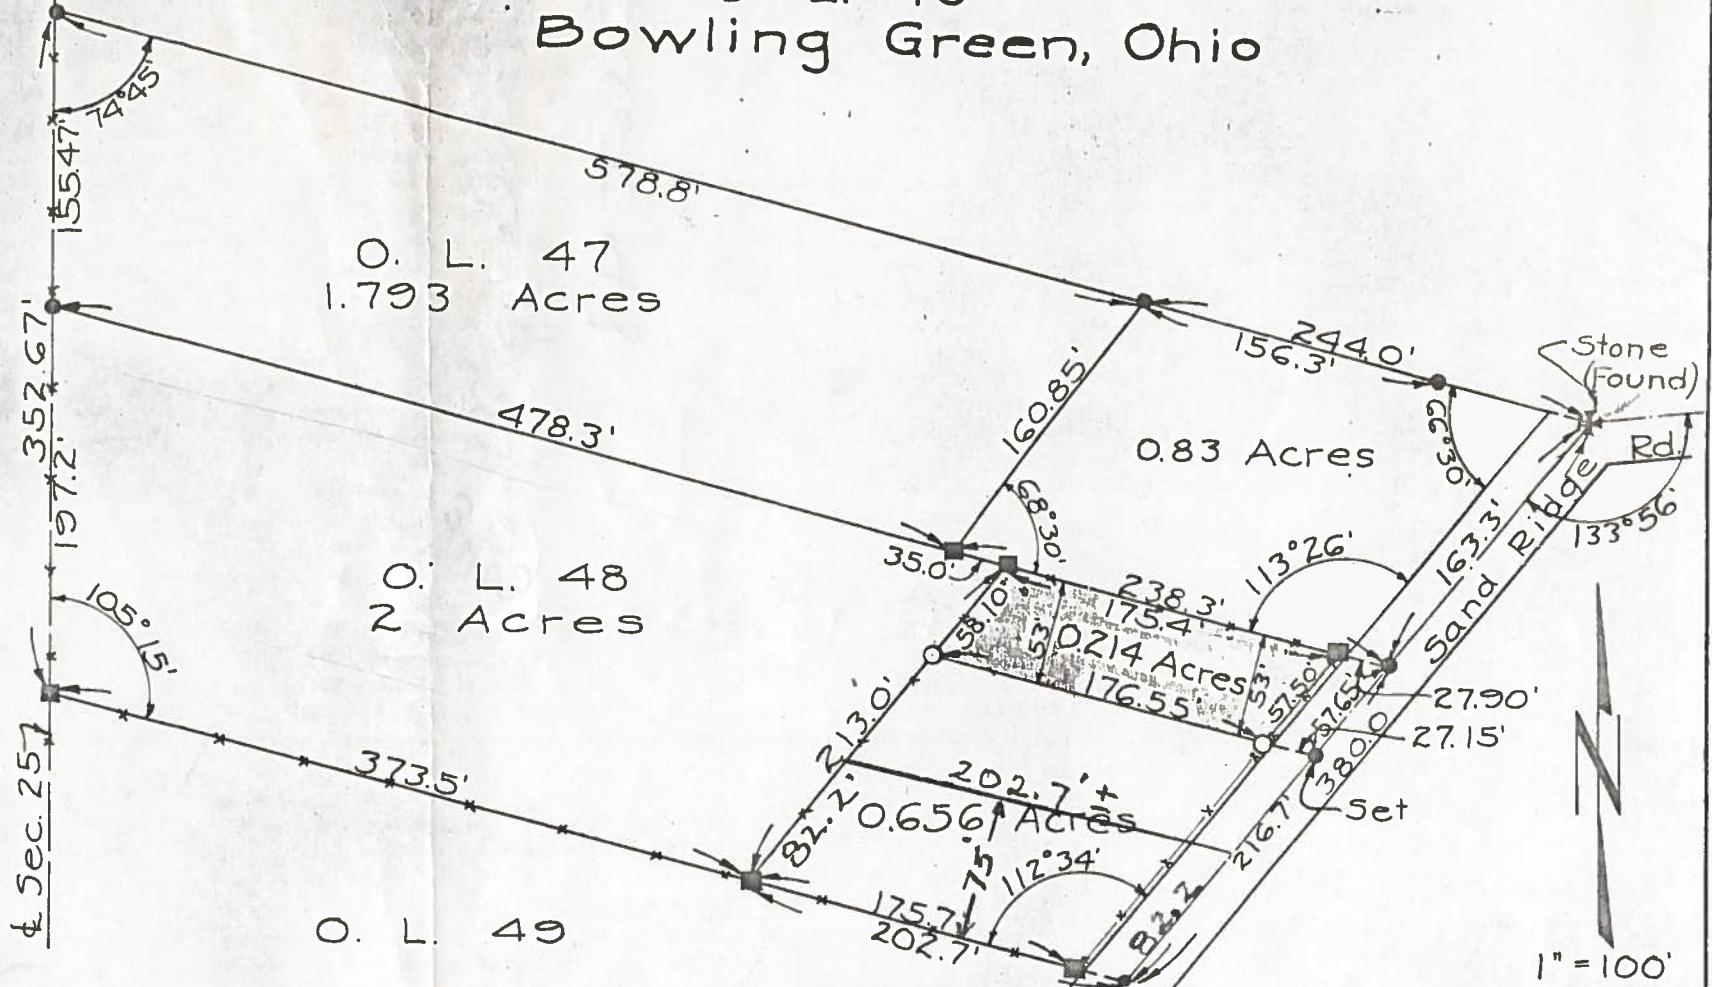 Bowling Green, Ohio
74°45'
155.47'
578.8'
O. L. 47
1.793 Acres
244.0'
156.3'
Stone
(Found)
160.85'
352.67'
478.3'
0.83 Acres
Rd.
133°56'
197.2'
68°30'
163.3'
Sand Ridge
35.0'
113°26'
O. L. 48
2 Acres
105°15'
238.3'
175.4'
58.10'
53'
0.214 Acres
53'
57.50'
57.65'
176.55'
27.90'
27.15'
213.0'
380.0
Set
N
₵ Sec. 25
373.5'
202.7' ±
82.2'
0.656 Acres
75'
112°34'
216.7'
82.2
175.7'
202.7'
O. L. 49
1" = 100'